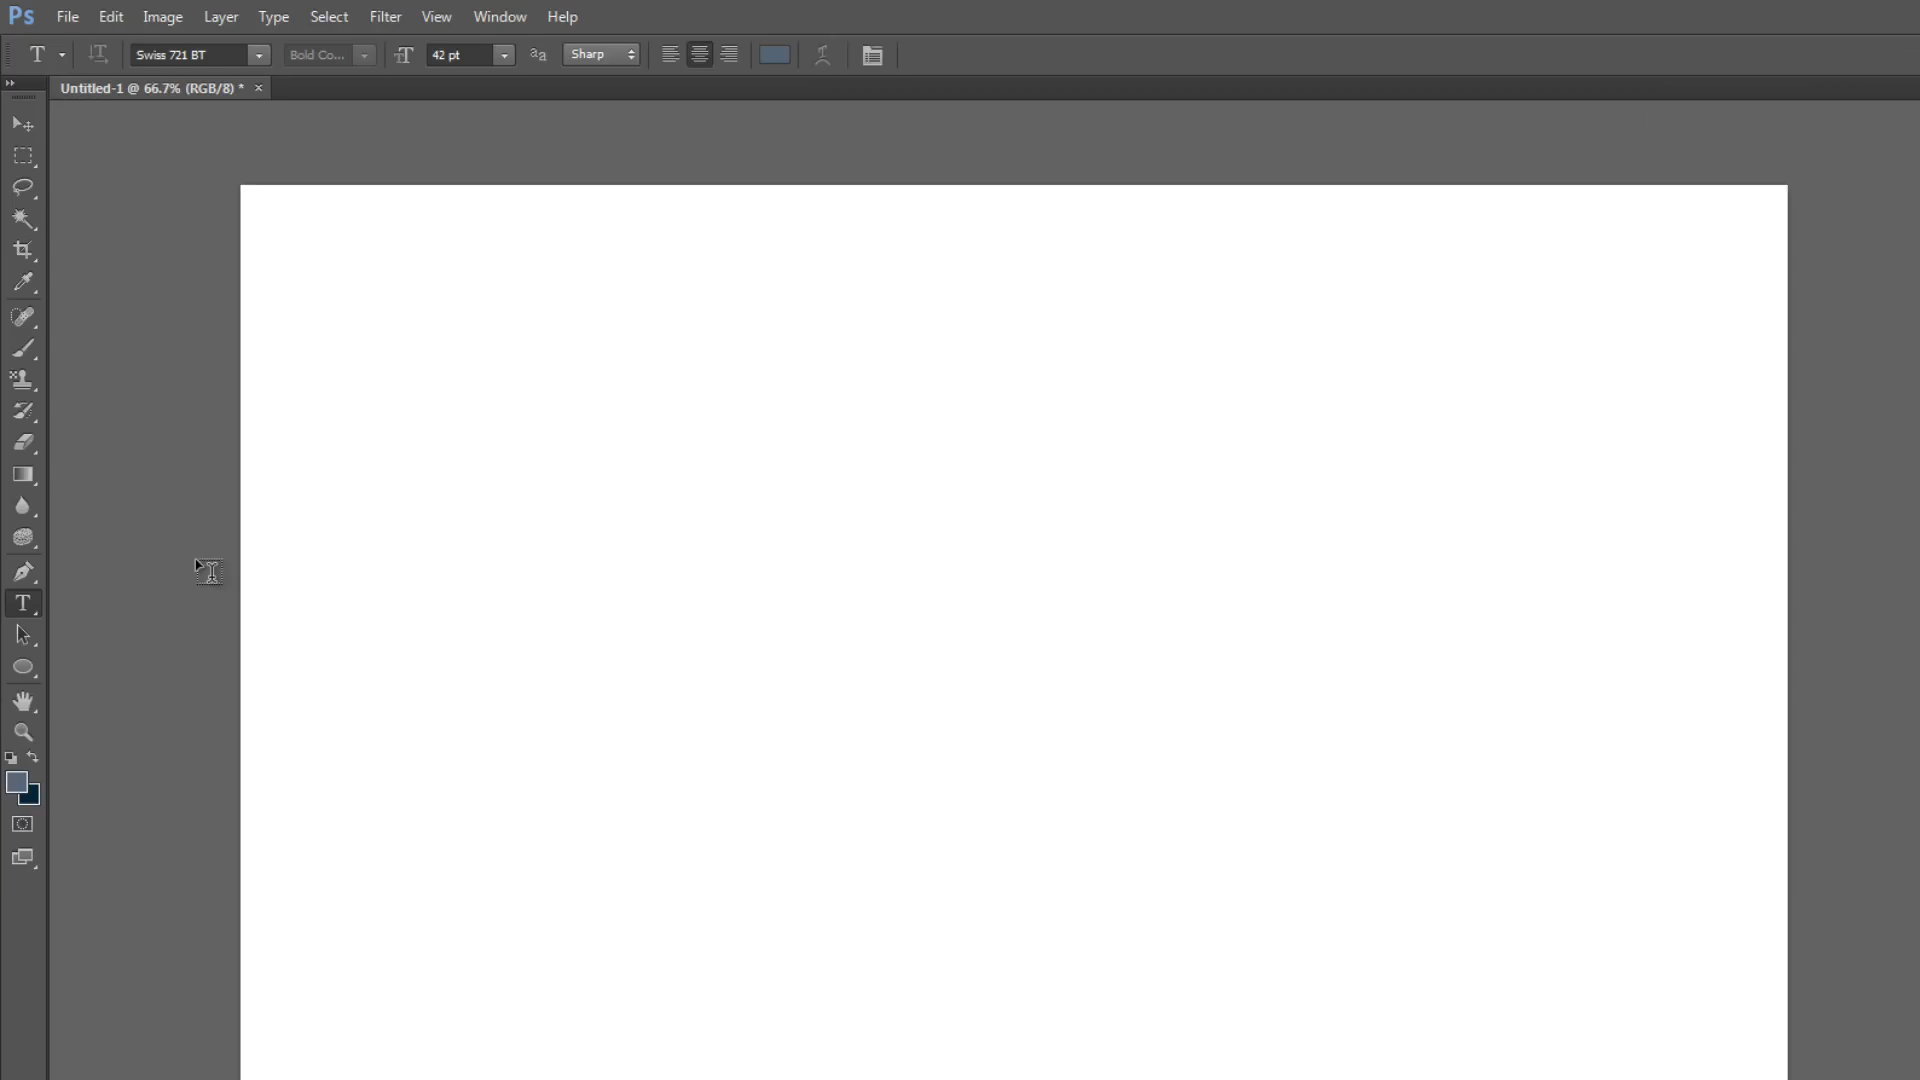 Ps File Edit Image Layer Type Select Filter View Window Help
T Swiss 721 BT Bold Co... 42 pt aa Sharp
Untitled-1 @ 66.7% (RGB/8) * ×
T